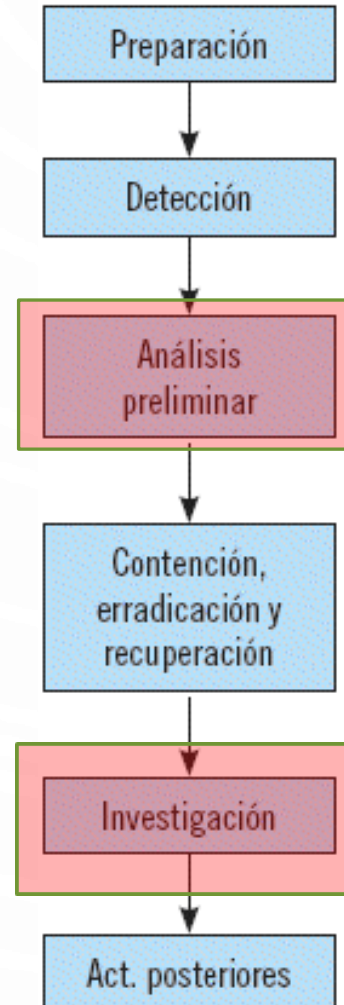 Preparación
Detección
Análisis
preliminar
Contención,
erradicación y
recuperación
Investigación
Act. posteriores